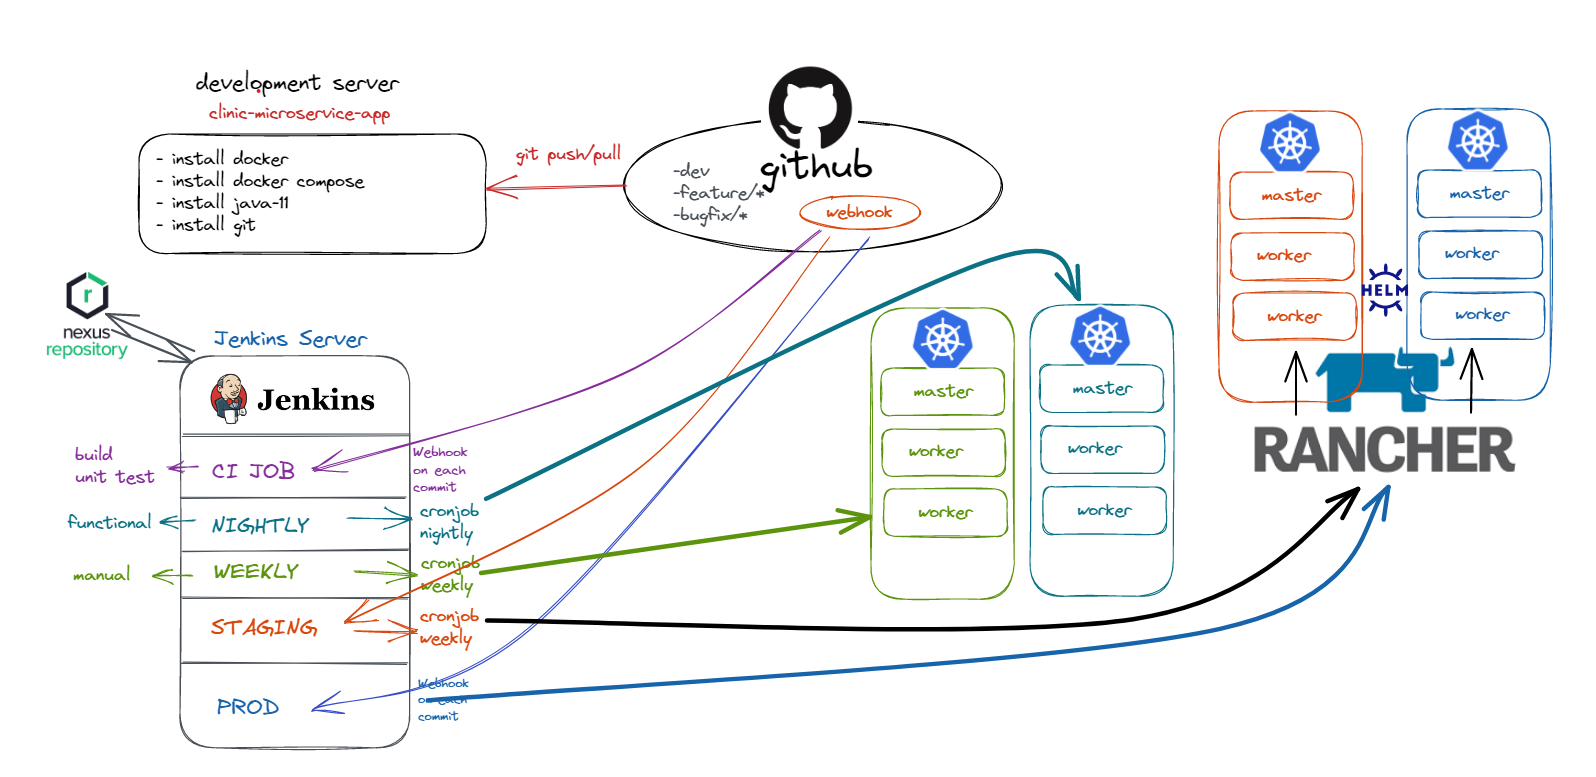 development server
clinic-microservice-app
- install docker
- install docker compose
- install java-11
- install git
git push/pull
github
-dev
-feature/*
-bugfix/*
webhook
nexus
repository
Jenkins Server
Jenkins
build
unit test
CI JOB
Webhook
on each
commit
functional
NIGHTLY
cronjob
nightly
manual
WEEKLY
cronjob
weekly
STAGING
cronjob
weekly
PROD
Webhook
on each
commit
master
worker
worker
master
worker
worker
master
worker
worker
HELM
master
worker
worker
RANCHER